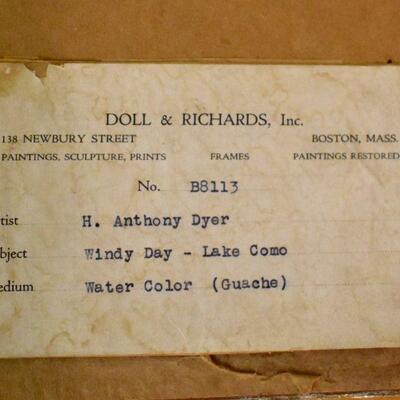 DOLL & RICHARDS, Inc.
138 NEWBURY STREET BOSTON, MASS.
PAINTINGS, SCULPTURE, PRINTS FRAMES PAINTINGS RESTORED
No. B8113
tist H. Anthony Dyer
bject Windy Day - Lake Como
edium Water Color (Guache)